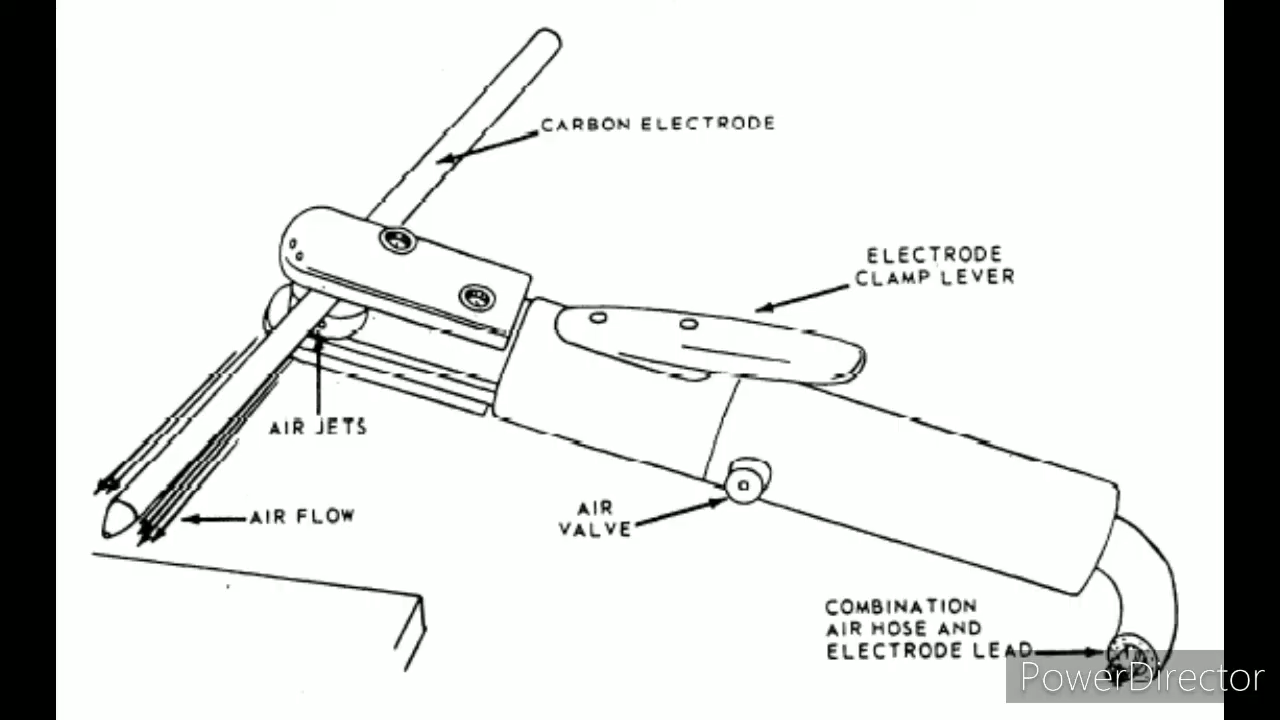 CARBON ELECTRODE
ELECTRODE
CLAMP LEVER
AIR JETS
AIR FLOW
AIR
VALVE
COMBINATION
AIR HOSE AND
ELECTRODE LEAD
PowerDirector